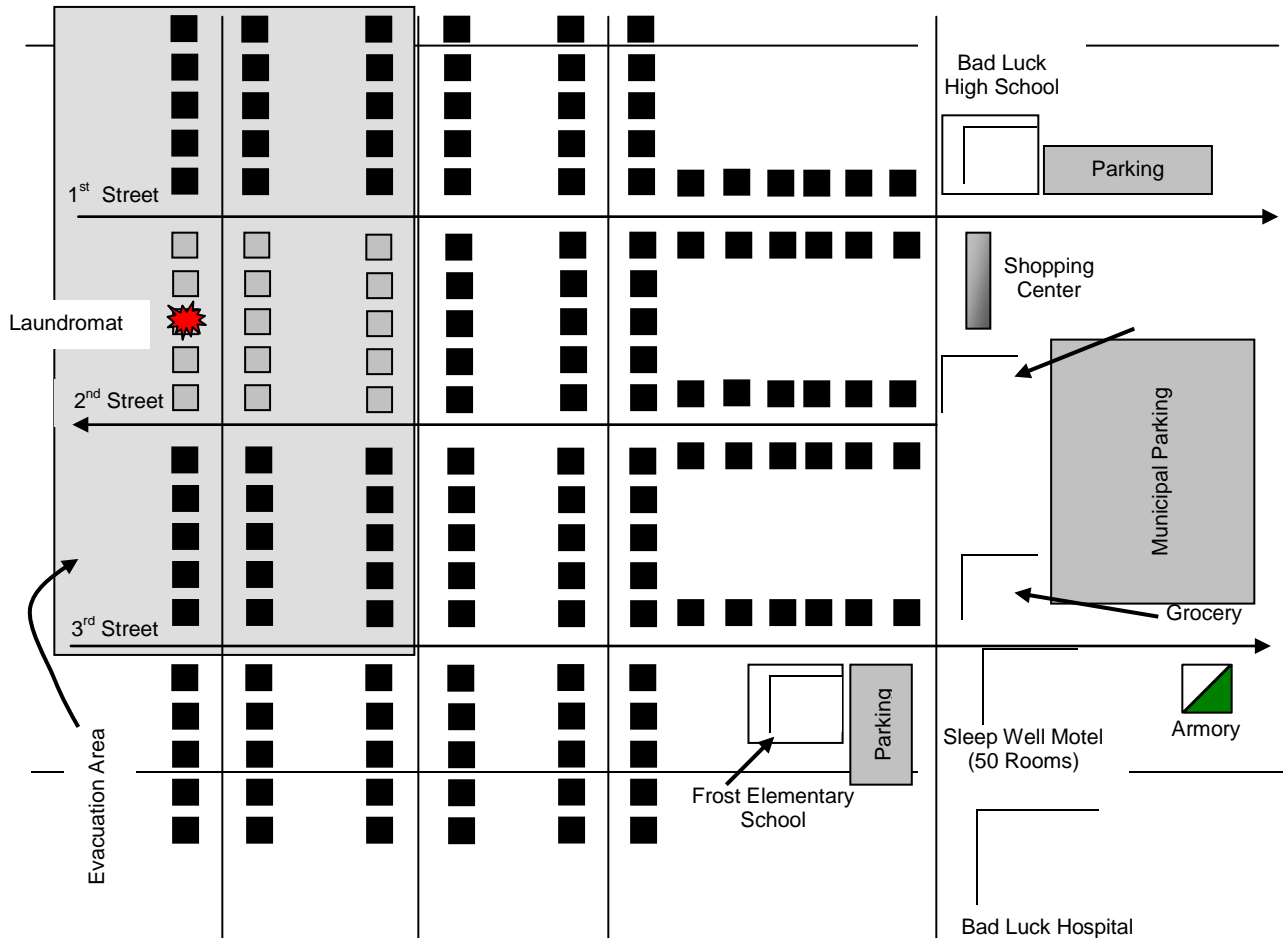 Bad Luck
High School
Parking
1st Street
Shopping
Center
Laundromat
2nd Street
Municipal Parking
Grocery
3rd Street
Evacuation Area
Parking
Frost Elementary
School
Sleep Well Motel
(50 Rooms)
Armory
Bad Luck Hospital